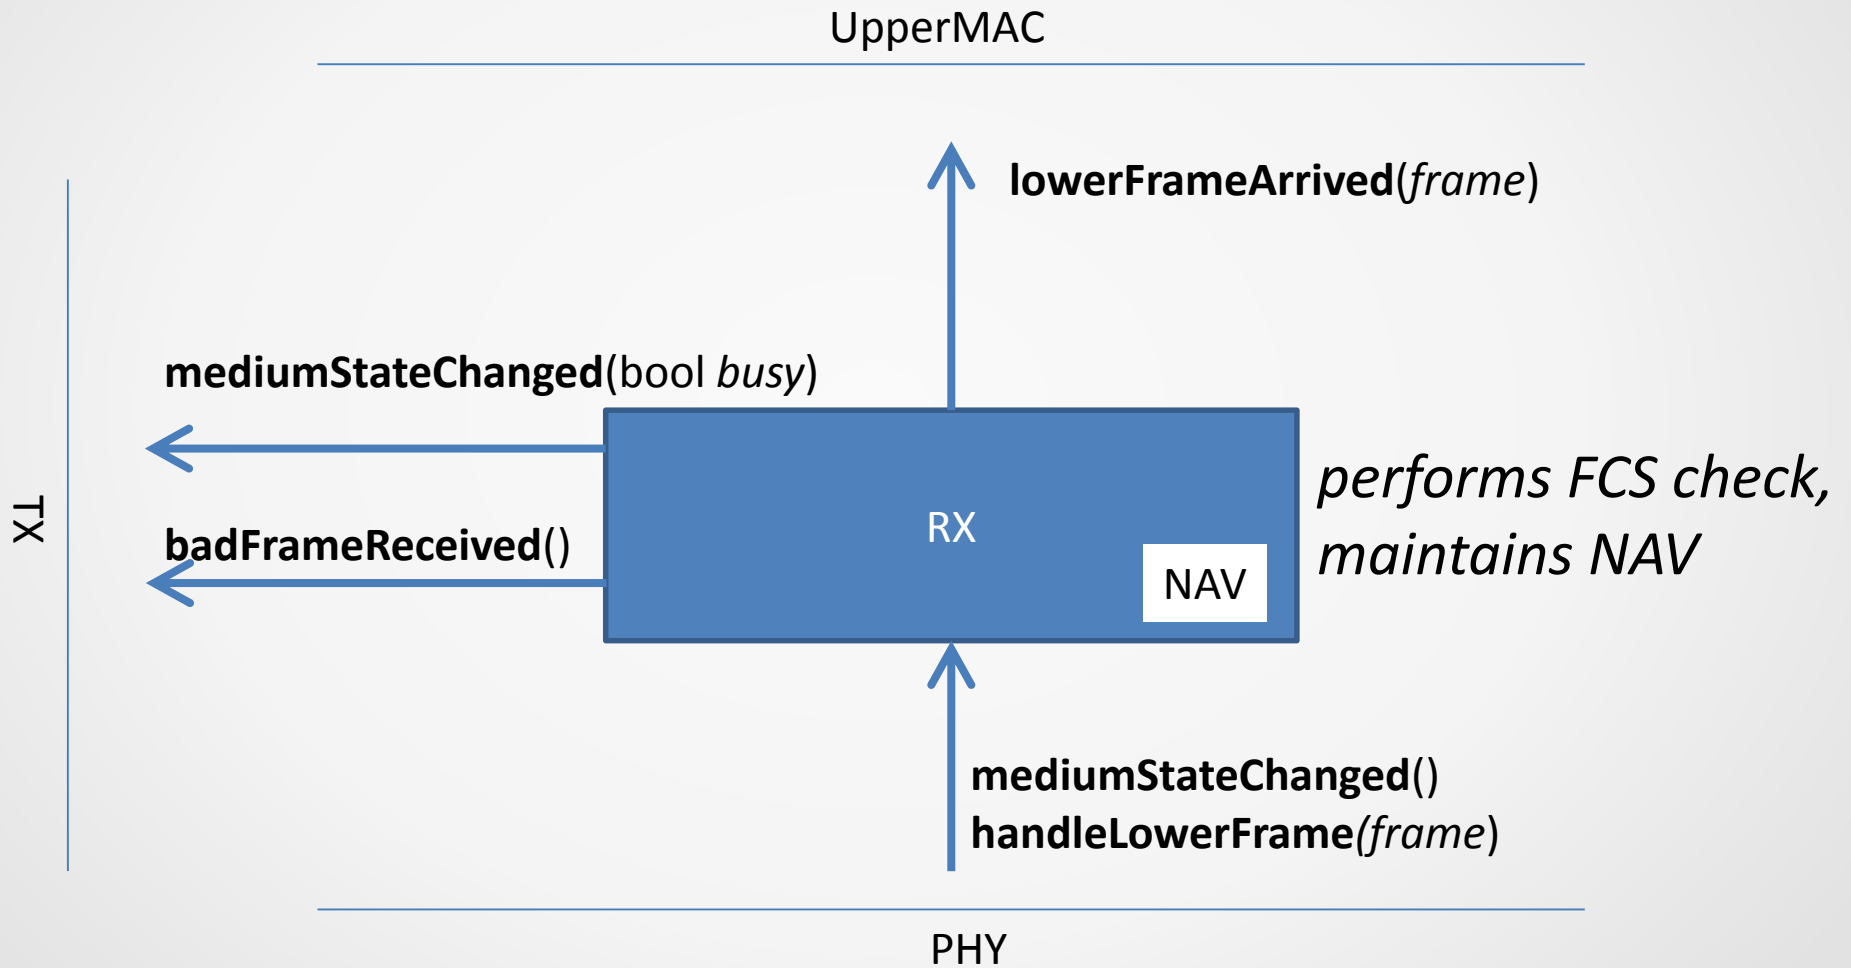 UpperMAC
lowerFrameArrived(frame)
mediumStateChanged(bool busy)
TX
badFrameReceived()
RX
NAV
performs FCS check,
maintains NAV
mediumStateChanged()
handleLowerFrame(frame)
PHY